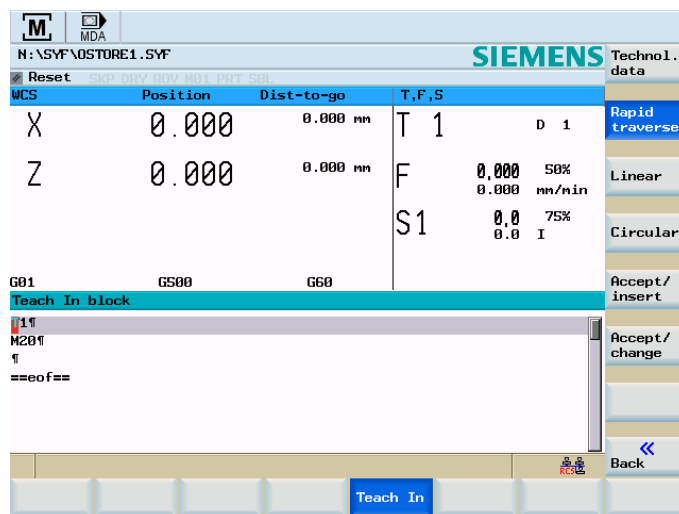 M
MDA
N:\SYF\OSTORE1.SYF
SIEMENS
Reset SKP DRY ROV M01 PRT SBL
WCS Position Dist-to-go T,F,S
X 0.000 0.000 mm T 1 D 1
Z 0.000 0.000 mm F 0.000 50%
0.000 mm/min
S1 0.0 75%
0.0 I
G01 G500 G60
Teach In block
T1¶
M20¶
¶
==eof==
RCS
Technol. data
Rapid traverse
Linear
Circular
Accept/ insert
Accept/ change
«
Back
Teach In